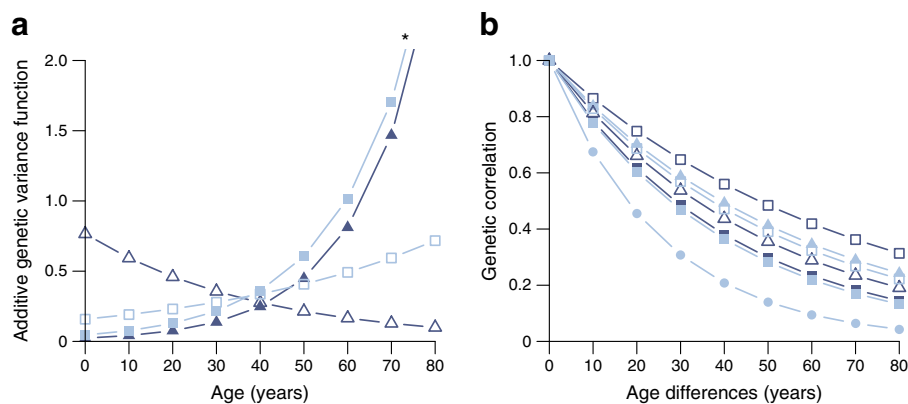 a
*
Additive genetic variance function
2.0
1.5
1.0
0.5
0
0 10 20 30 40 50 60 70 80
Age (years)
b
Genetic correlation
1.0
0.8
0.6
0.4
0.2
0
0 10 20 30 40 50 60 70 80
Age differences (years)